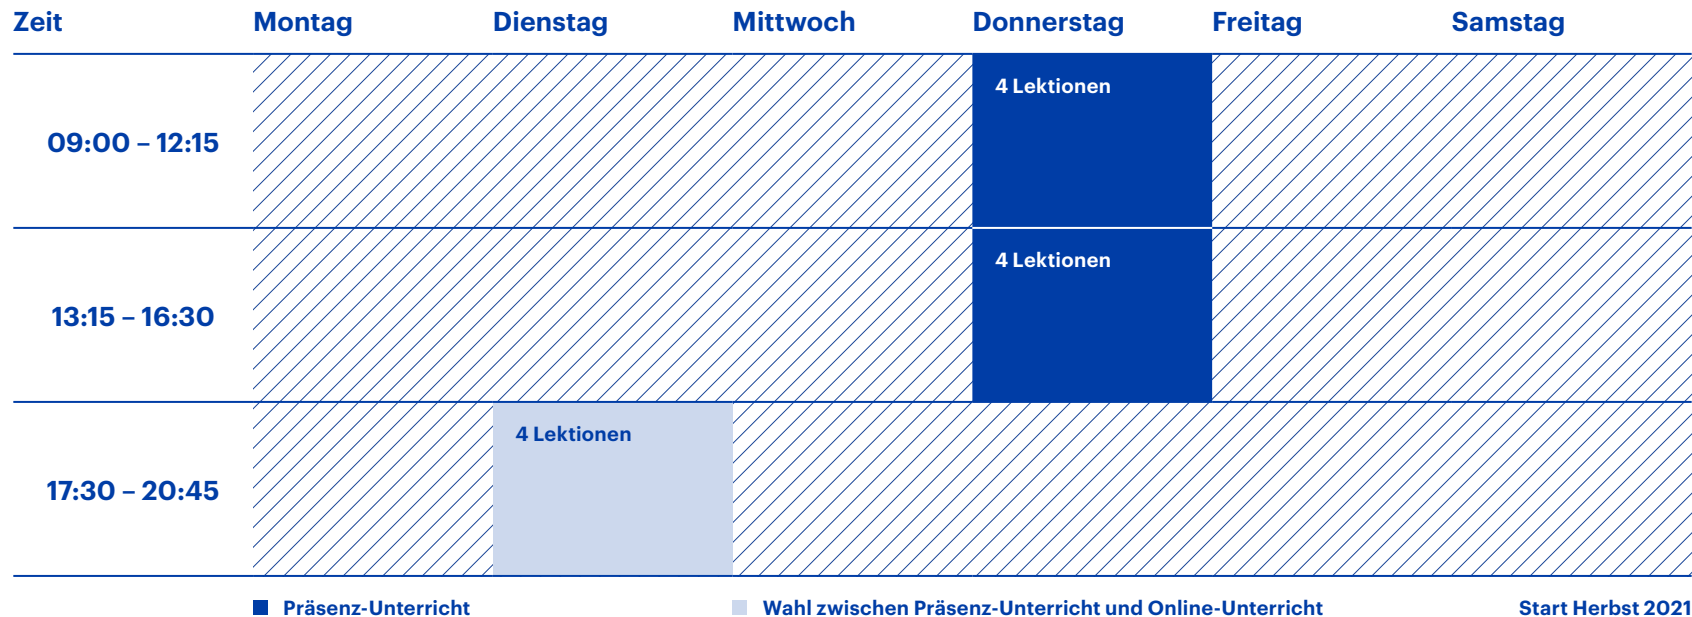 Zeit Montag Dienstag Mittwoch Donnerstag Freitag Samstag
09:00 – 12:15 4 Lektionen
13:15 – 16:30 4 Lektionen
17:30 – 20:45 4 Lektionen
Präsenz-Unterricht Wahl zwischen Präsenz-Unterricht und Online-Unterricht Start Herbst 2021